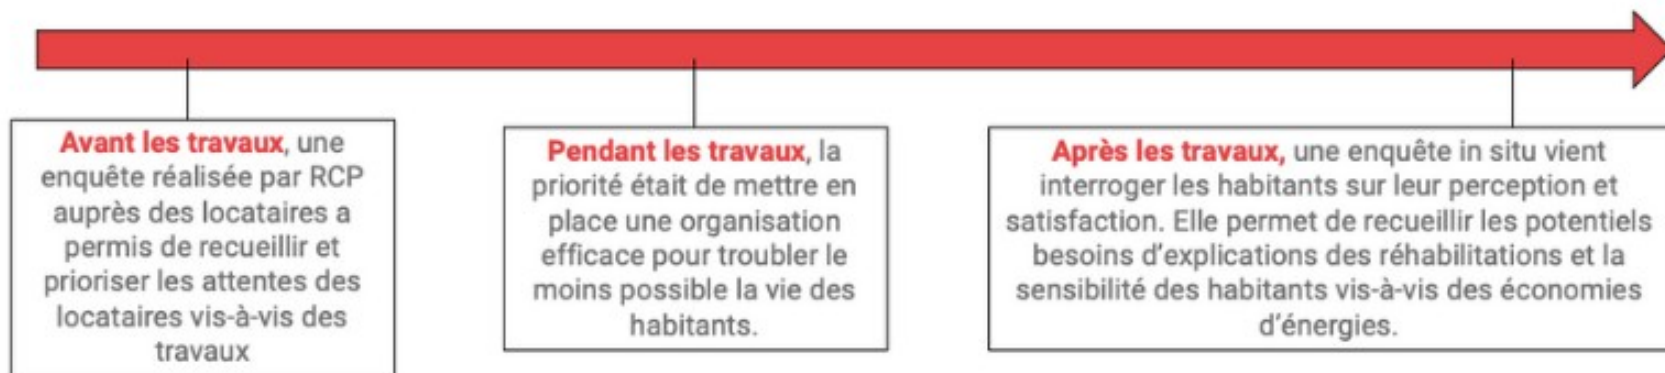 Avant les travaux, une
enquête réalisée par RCP
auprès des locataires a
permis de recueillir et
prioriser les attentes des
locataires vis-à-vis des
travaux
Pendant les travaux, la
priorité était de mettre en
place une organisation
efficace pour troubler le
moins possible la vie des
habitants.
Après les travaux, une enquête in situ vient
interroger les habitants sur leur perception et
satisfaction. Elle permet de recueillir les potentiels
besoins d’explications des réhabilitations et la
sensibilité des habitants vis-à-vis des économies
d’énergies.